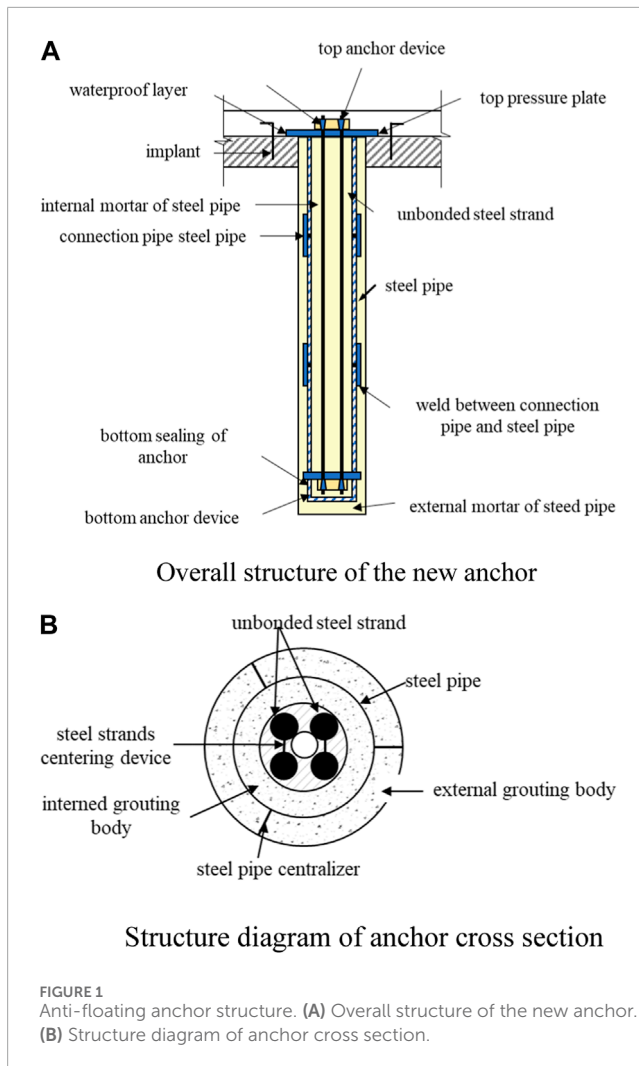 A
top anchor device
waterproof layer
top pressure plate
implant
internal mortar of steel pipe
unbonded steel strand
connection pipe steel pipe
steel pipe
weld between connection
pipe and steel pipe
bottom sealing of
anchor
bottom anchor device
external mortar of steed pipe
Overall structure of the new anchor
B
unbonded steel strand
steel pipe
steel strands
centering device
interned grouting
body
external grouting body
steel pipe centralizer
Structure diagram of anchor cross section
FIGURE 1
Anti-floating anchor structure. (A) Overall structure of the new anchor.
(B) Structure diagram of anchor cross section.